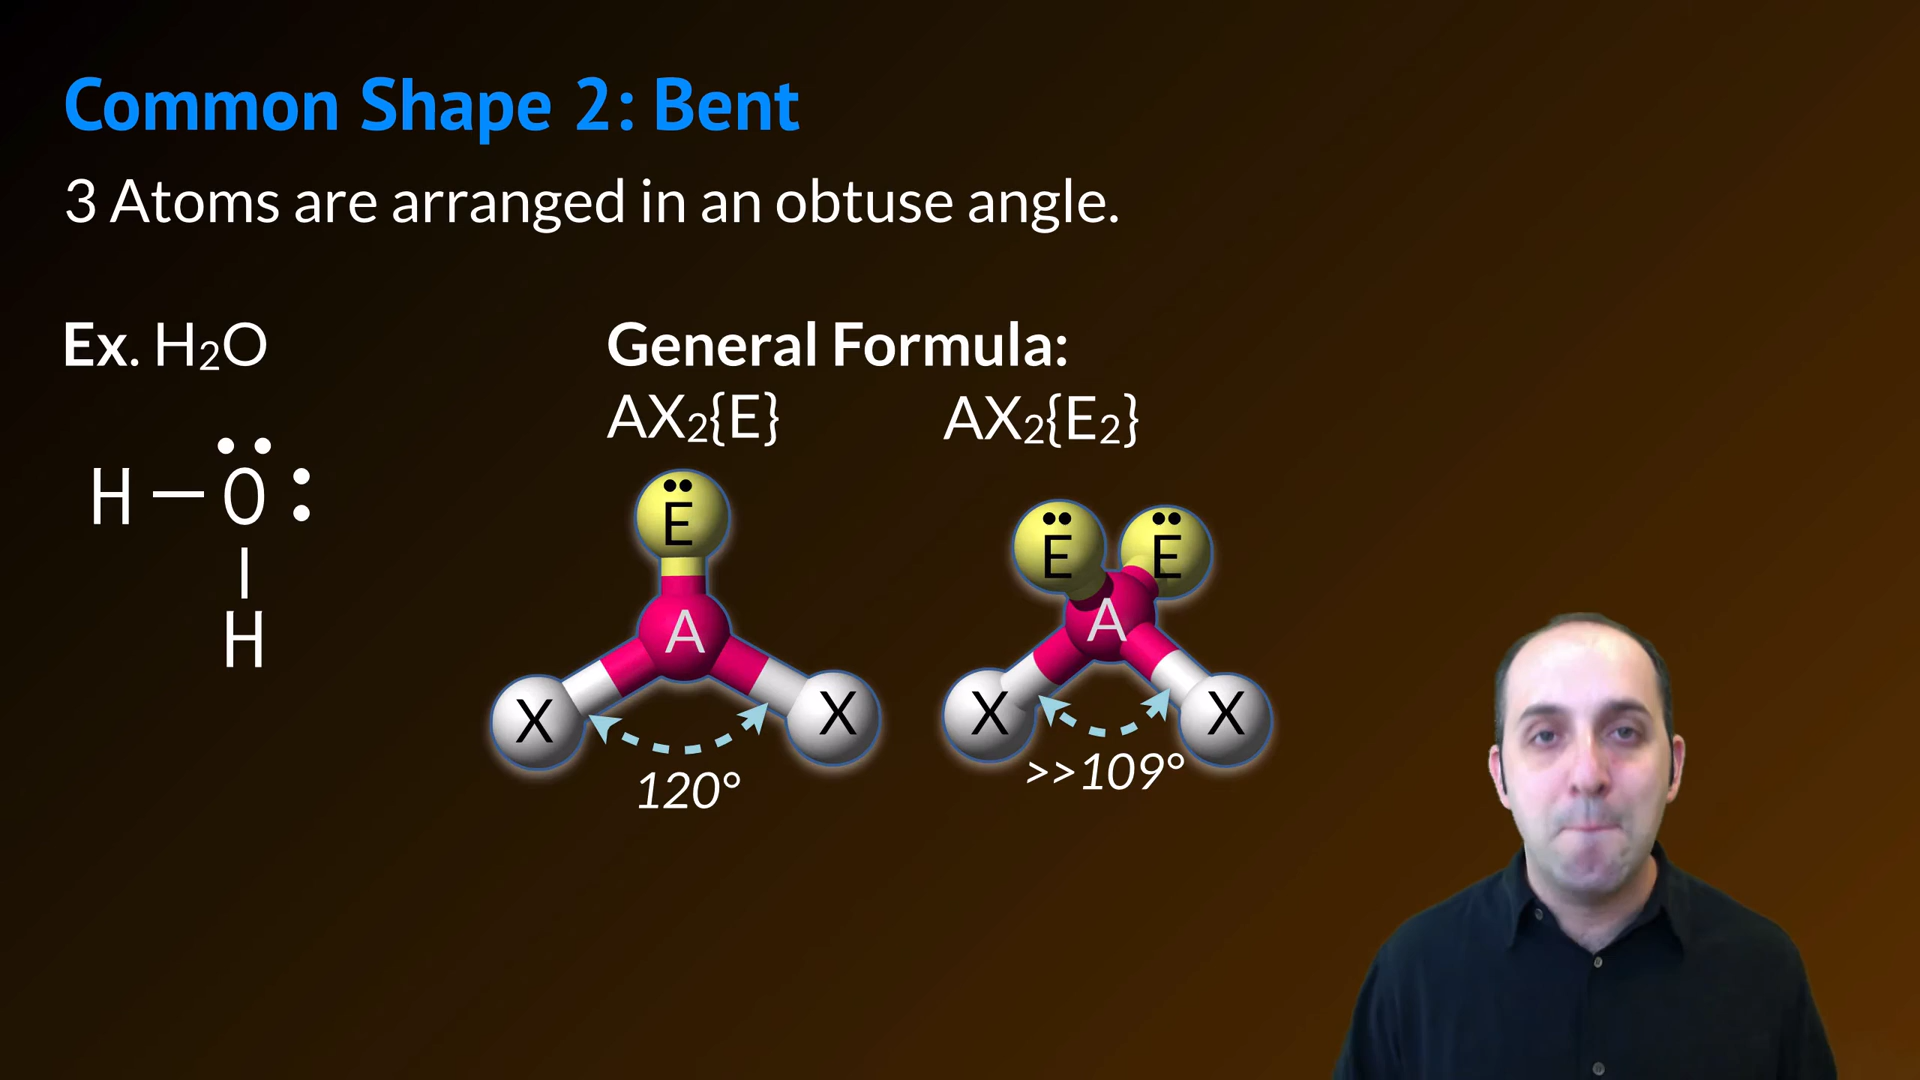 Common Shape 2: Bent
3 Atoms are arranged in an obtuse angle.
Ex. H₂O
H — O
H
General Formula:
AX₂{E}
AX₂{E₂}
E
A
X
X
120°
E
E
A
X
X
>>109°